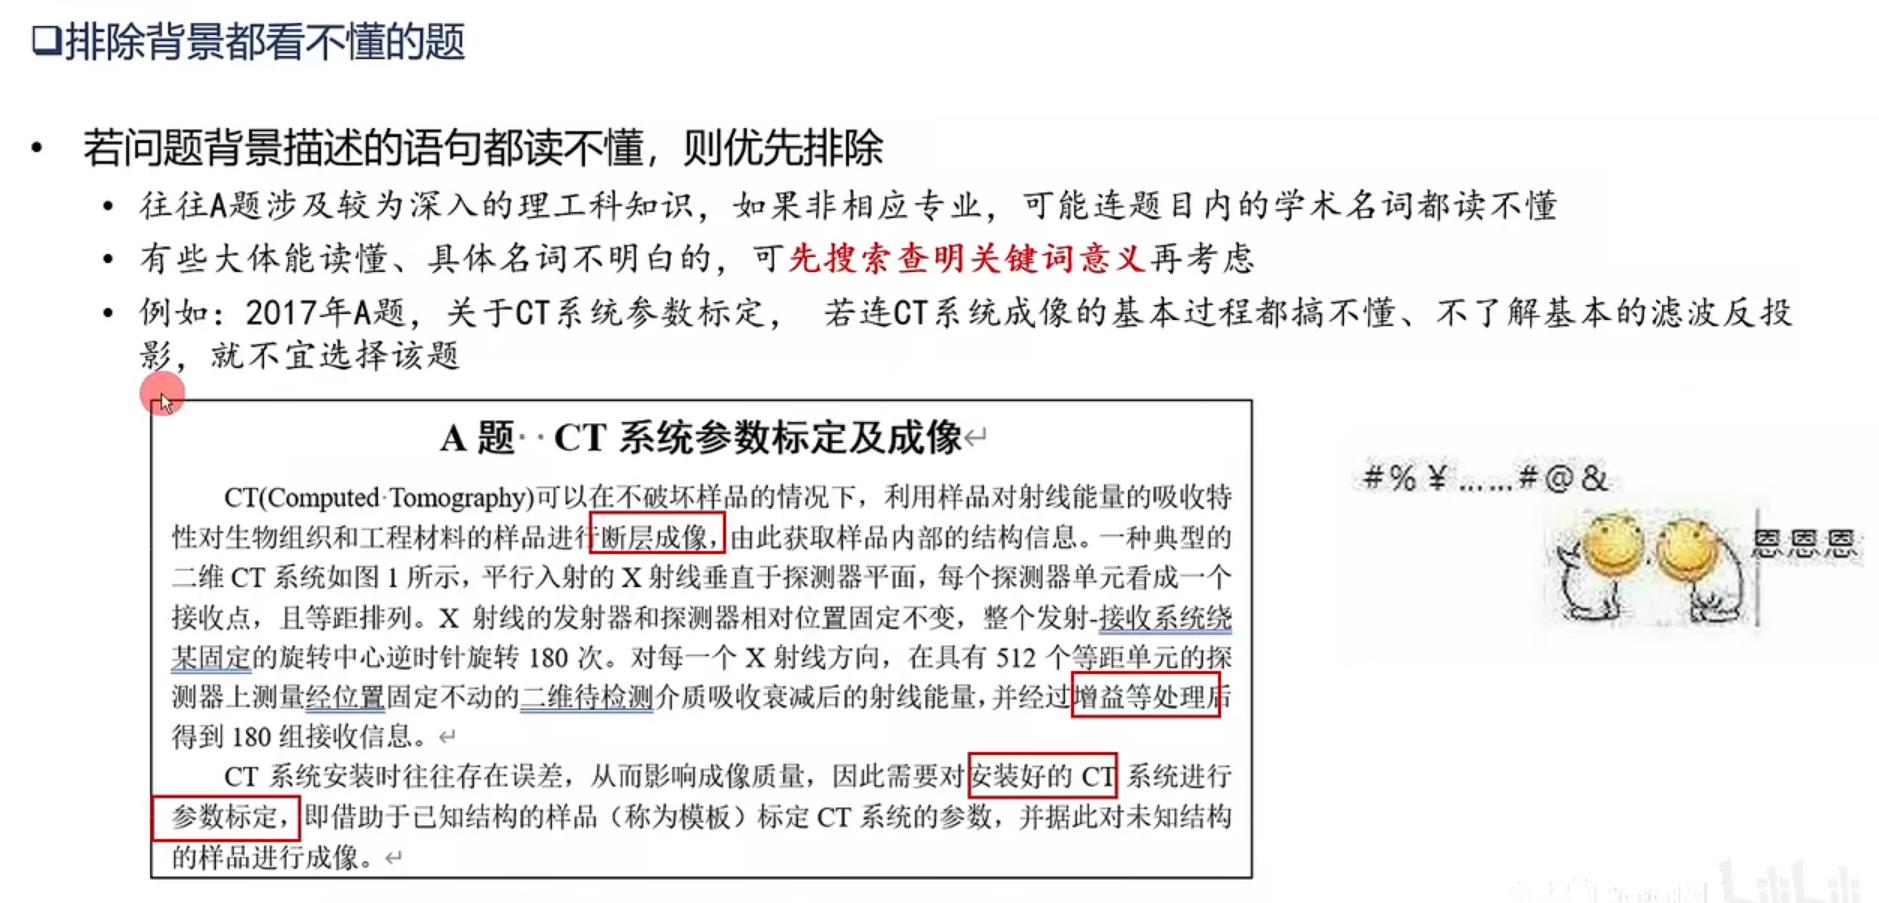 ❑排除背景都看不懂的题
• 若问题背景描述的语句都读不懂，则优先排除
• 往往A题涉及较为深入的理工科知识，如果非相应专业，可能连题目内的学术名词都读不懂
• 有些大体能读懂、具体名词不明白的，可先搜索查明关键词意义再考虑
• 例如：2017年A题，关于CT系统参数标定， 若连CT系统成像的基本过程都搞不懂、不了解基本的滤波反投
影，就不宜选择该题
A 题··CT 系统参数标定及成像↵
CT(Computed·Tomography)可以在不破坏样品的情况下，利用样品对射线能量的吸收特
性对生物组织和工程材料的样品进行断层成像，由此获取样品内部的结构信息。一种典型的
二维 CT 系统如图 1 所示，平行入射的 X 射线垂直于探测器平面，每个探测器单元看成一个
接收点，且等距排列。X 射线的发射器和探测器相对位置固定不变，整个发射-接收系统绕
某固定的旋转中心逆时针旋转 180 次。对每一个 X 射线方向，在具有 512 个等距单元的探
测器上测量经位置固定不动的二维待检测介质吸收衰减后的射线能量，并经过增益等处理后
得到 180 组接收信息。↵
CT 系统安装时往往存在误差，从而影响成像质量，因此需要对安装好的 CT 系统进行
参数标定，即借助于已知结构的样品（称为模板）标定 CT 系统的参数，并据此对未知结构
的样品进行成像。↵
#%￥……#@&
恩恩恩